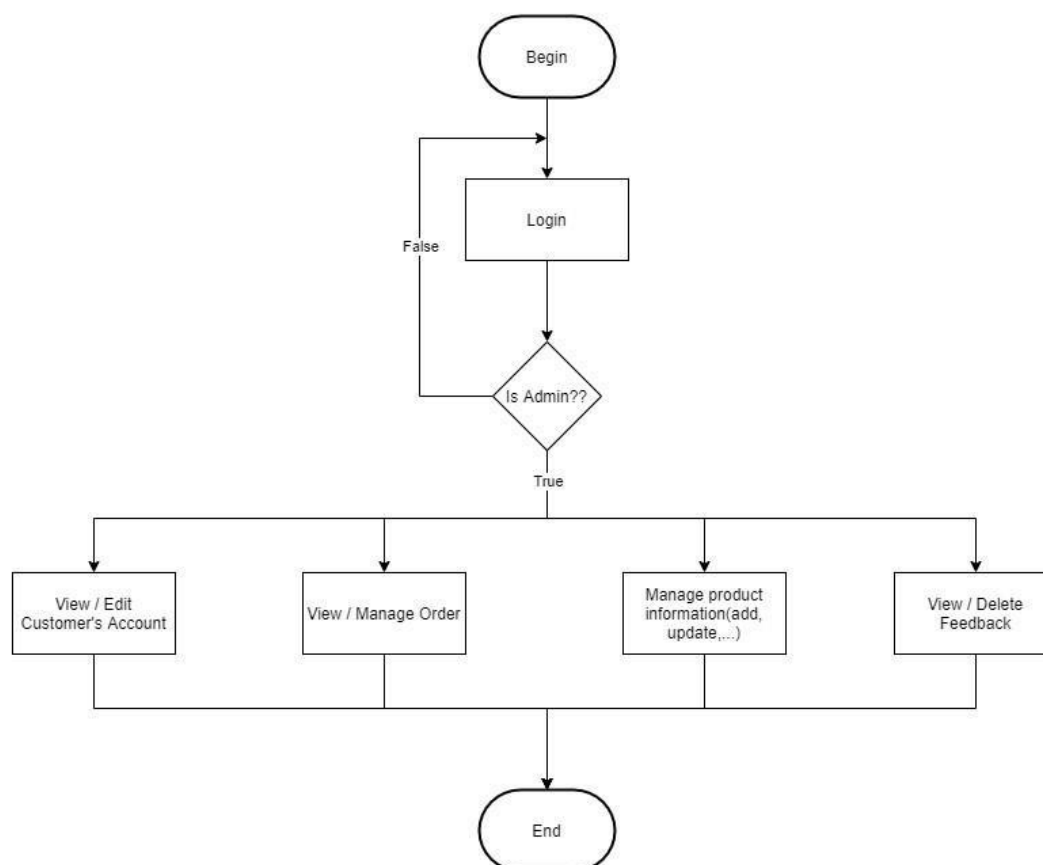 Begin
Login
False
Is Admin??
True
View / Edit
Customer's Account
View / Manage Order
Manage product
information(add,
update,...)
View / Delete
Feedback
End